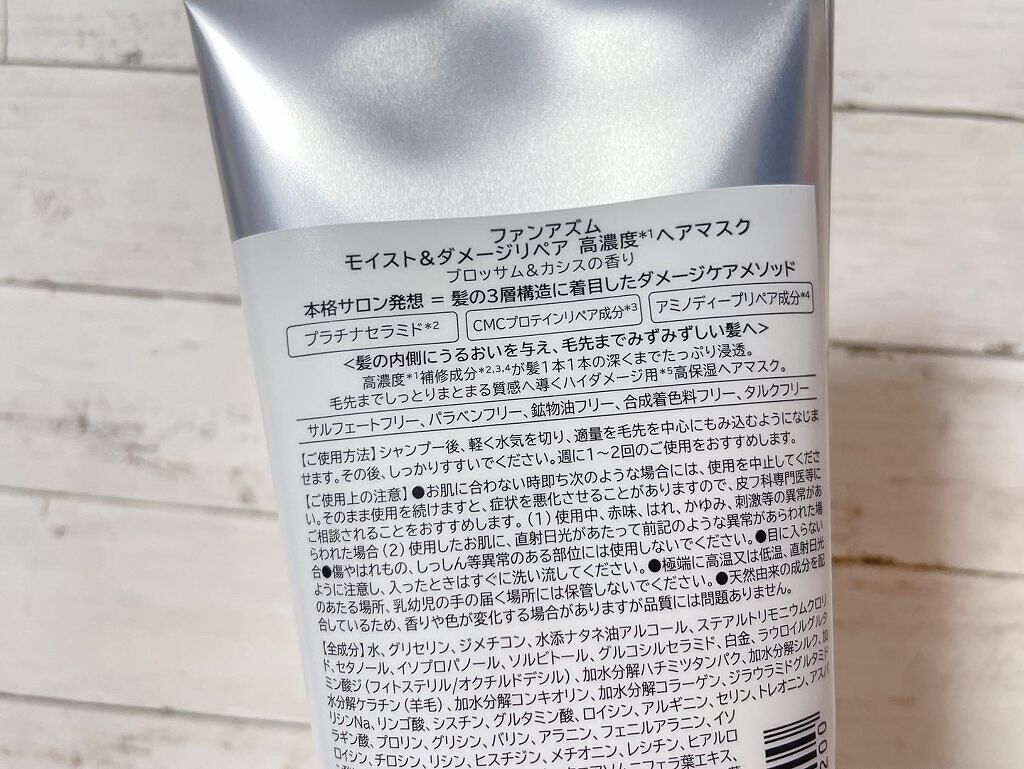 ファンアズム
モイスト&ダメージリペア 高濃度*1ヘアマスク
ブロッサム&カシスの香り
本格サロン発想 = 髪の3層構造に着目したダメージケアメソッド
プラチナセラミド*2 CMCプロテインリペア成分*3 アミノディープリペア成分*4
<髪の内側にうるおいを与え、毛先までみずみずしい髪へ>
高濃度*1補修成分*2,3,4が髪1本1本の深くまでたっぷり浸透。
毛先までしっとりまとまる質感へ導くハイダメージ用*5高保湿ヘアマスク。
サルフェートフリー、パラベンフリー、鉱物油フリー、合成着色料フリー、タルクフリー
【ご使用方法】シャンプー後、軽く水気を切り、適量を毛先を中心にもみ込むようになじま
せます。その後、しっかりすすいでください。週に1〜2回のご使用をおすすめします。
【ご使用上の注意】●お肌に合わない時即ち次のような場合には、使用を中止してくださ
い。そのまま使用を続けますと、症状を悪化させることがありますので、皮フ科専門医等に
ご相談されることをおすすめします。(1)使用中、赤味、はれ、かゆみ、刺激等の異常があ
らわれた場合(2)使用したお肌に、直射日光があたって前記のような異常があらわれた場
合●傷やはれもの、しっしん等異常のある部位には使用しないでください。●目に入らない
ように注意し、入ったときはすぐに洗い流してください。●極端に高温又は低温、直射日光
のあたる場所、乳幼児の手の届く場所には保管しないでください。●天然由来の成分を配
合しているため、香りや色が変化する場合がありますが品質には問題ありません。
【全成分】水、グリセリン、ジメチコン、水添ナタネ油アルコール、ステアルトリモニウムクロリ
ド、セタノール、イソプロパノール、ソルビトール、グルコシルセラミド、白金、ラウロイルグルタ
ミン酸ジ(フィトステリル/オクチルドデシル)、加水分解ハチミツタンパク、加水分解シルク、加
水分解ケラチン(羊毛)、加水分解コンキオリン、加水分解コラーゲン、ジラウラミドグルタミド
リシンNa、リンゴ酸、シスチン、グルタミン酸、ロイシン、アルギニン、セリン、トレオニン、アスパ
ラギン酸、プロリン、グリシン、バリン、アラニン、フェニルアラニン、イソ
ロイシン、チロシン、リシン、ヒスチジン、メチオニン、レシチン、ヒアルロ
ニフェラ葉エキス、
200